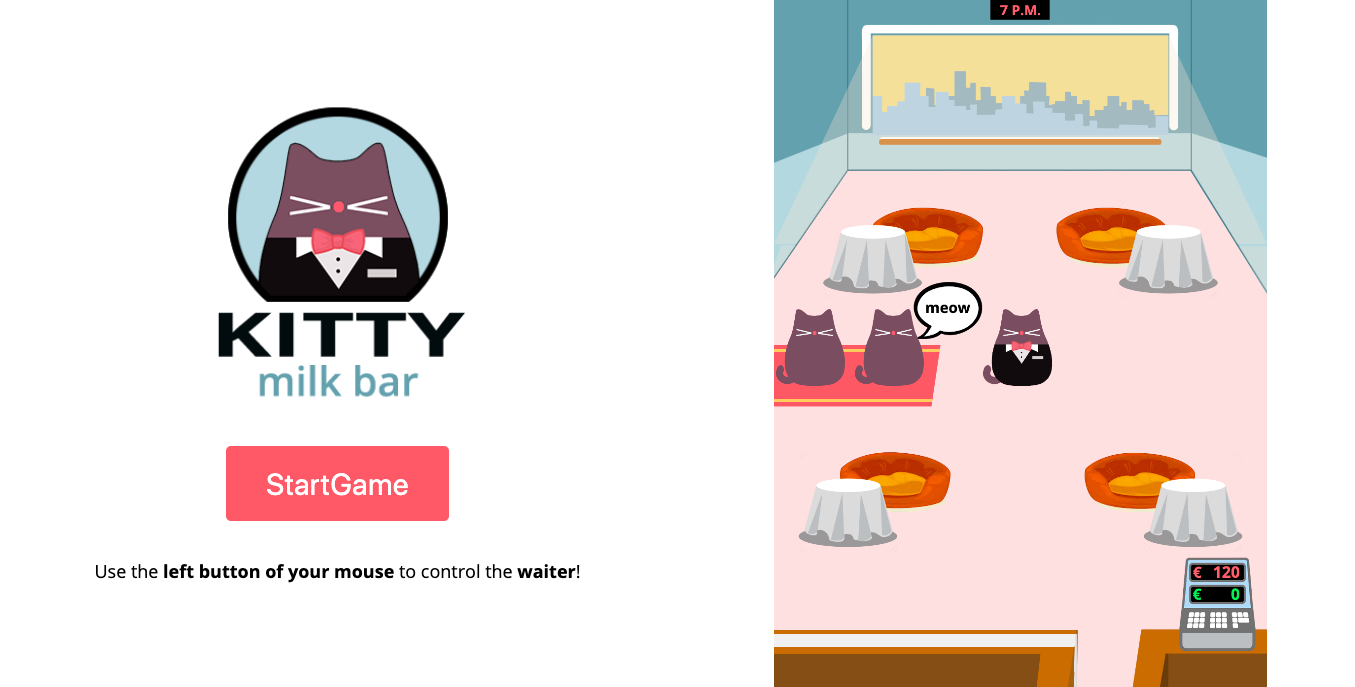 KITTY
milk bar
StartGame
Use the left button of your mouse to control the waiter!
7 P.M.
meow
€ 120
€ 0